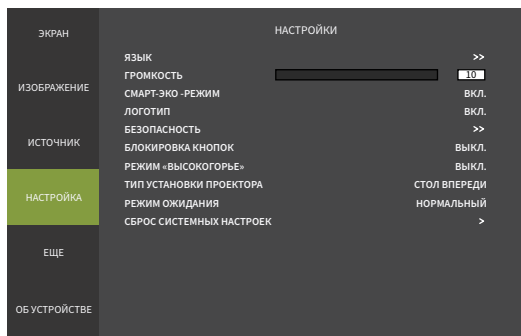 НАСТРОЙКИ
ЭКРАН
ИЗОБРАЖЕНИЕ
ИСТОЧНИК
НАСТРОЙКА
ЕЩЕ
ОБ УСТРОЙСТВЕ
ЯЗЫК >>
ГРОМКОСТЬ 10
СМАРТ-ЭКО -РЕЖИМ ВКЛ.
ЛОГОТИП ВКЛ.
БЕЗОПАСНОСТЬ >>
БЛОКИРОВКА КНОПОК ВЫКЛ.
РЕЖИМ «ВЫСОКОГОРЬЕ» ВЫКЛ.
ТИП УСТАНОВКИ ПРОЕКТОРА СТОЛ ВПЕРЕДИ
РЕЖИМ ОЖИДАНИЯ НОРМАЛЬНЫЙ
СБРОС СИСТЕМНЫХ НАСТРОЕК >